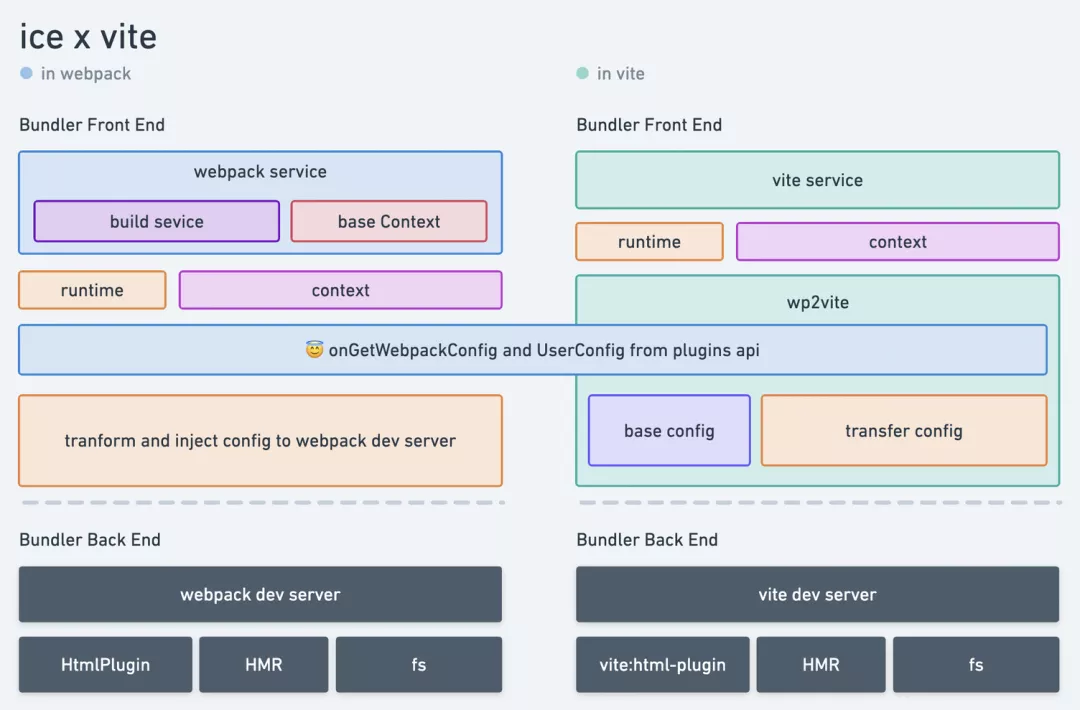 ice x vite
in webpack
Bundler Front End
webpack service
build sevice
base Context
runtime
context
😇 onGetWebpackConfig and UserConfig from plugins api
tranform and inject config to webpack dev server
Bundler Back End
webpack dev server
HtmlPlugin
HMR
fs
in vite
Bundler Front End
vite service
runtime
context
wp2vite
base config
transfer config
Bundler Back End
vite dev server
vite:html-plugin
HMR
fs